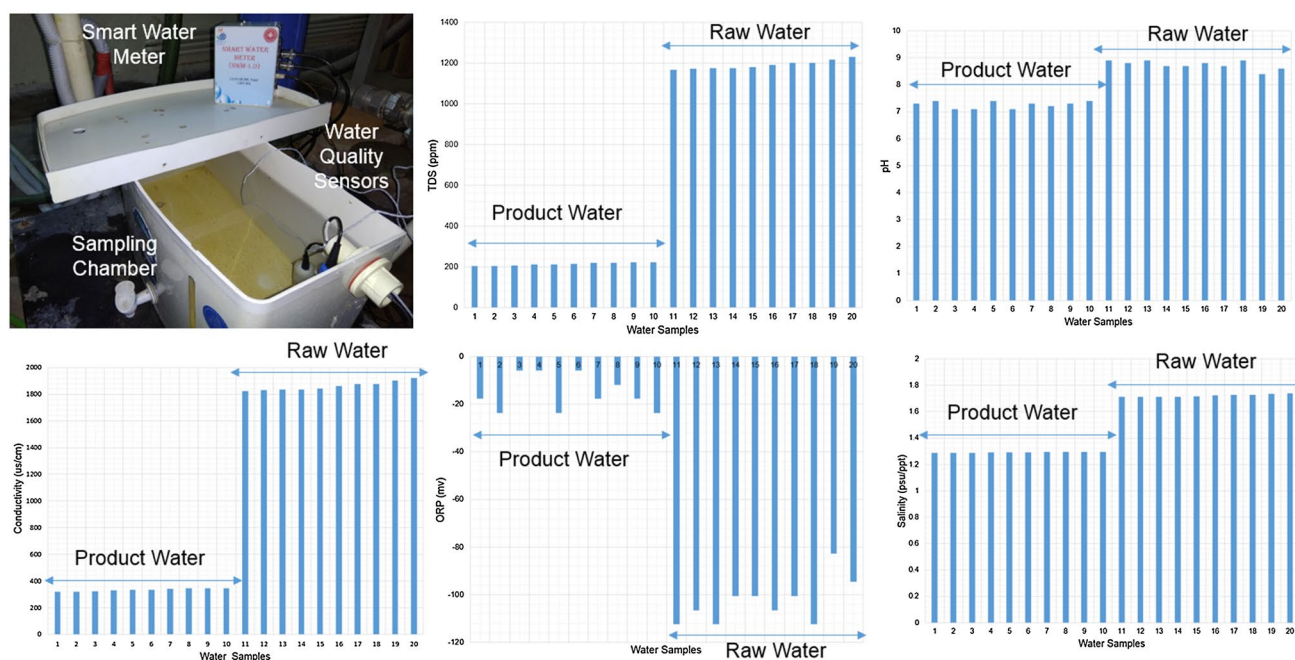 Smart Water
Meter
SMART WATER
METER
Water
Quality
Sensors
Sampling
Chamber
1400
1200
1000
800
600
400
200
0
TDS (ppm)
Raw Water
Product Water
1 2 3 4 5 6 7 8 9 10 11 12 13 14 15 16 17 18 19 20
Water Samples
10
9
8
7
6
5
4
3
2
1
0
pH
Raw Water
Product Water
1 2 3 4 5 6 7 8 9 10 11 12 13 14 15 16 17 18 19 20
Water Samples
2000
1800
1600
1400
1200
1000
800
600
400
200
0
Conductivity (us/cm)
Raw Water
Product Water
1 2 3 4 5 6 7 8 9 10 11 12 13 14 15 16 17 18 19 20
Water Samples
0
-20
-40
-60
-80
-100
-120
ORP (mv)
1 2 3 4 5 6 7 8 9 10 11 12 13 14 15 16 17 18 19 20
Product Water
Water Samples
Raw Water
2
1.8
1.6
1.4
1.2
1
0.8
0.6
0.4
0.2
0
Salinity (psu/ppt)
Raw Water
Product Water
1 2 3 4 5 6 7 8 9 10 11 12 13 14 15 16 17 18 19 20
Water Samples